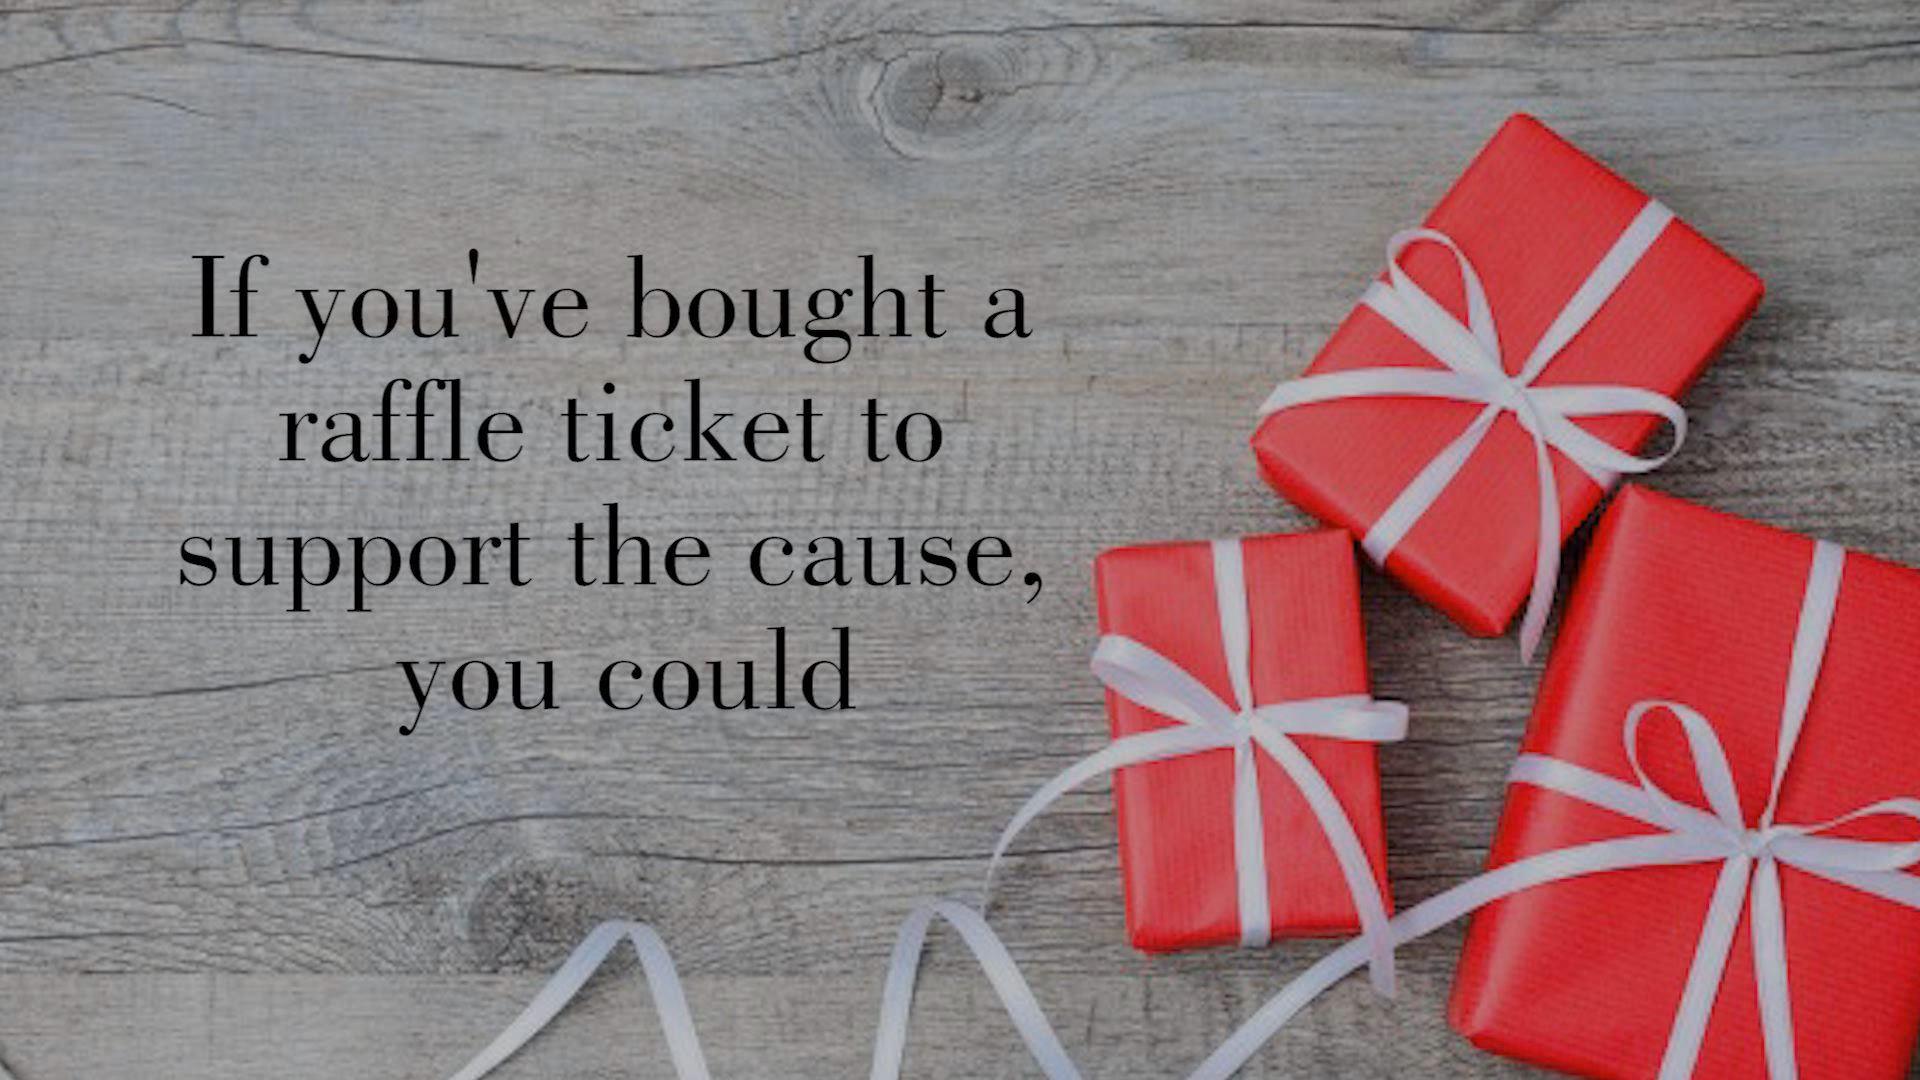 If you've bought a
raffle ticket to
support the cause,
you could